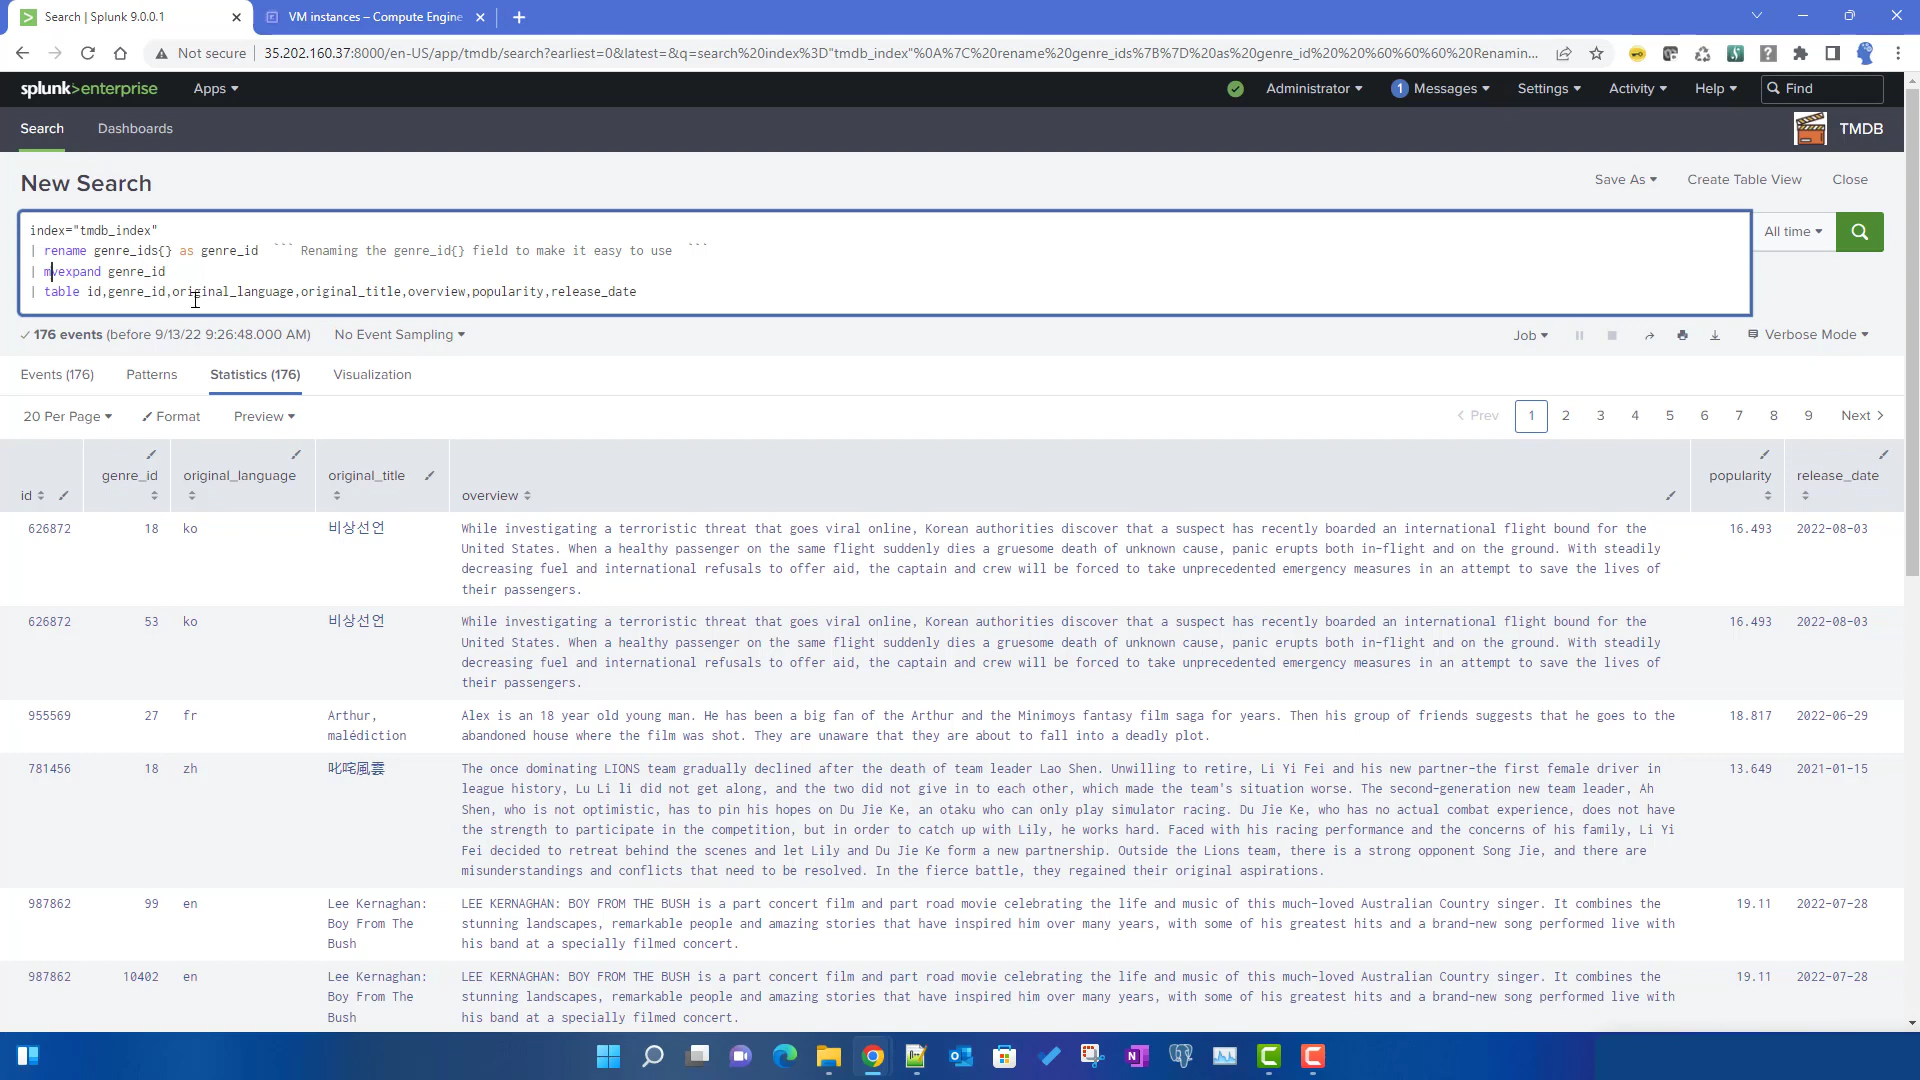 Search | Splunk 9.0.0.1
VM instances – Compute Engine
Not secure
35.202.160.37:8000/en-US/app/tmdb/search?earliest=0&latest=&q=search%20index%3D"tmdb_index"%0A%7C%20rename%20genre_ids%7B%7D%20as%20genre_id%20%20%60%60%60%20Renamin...
splunk>enterprise
Apps
Administrator
1
Messages
Settings
Activity
Help
Find
Search
Dashboards
TMDB
New Search
Save As
Create Table View
Close
index="tmdb_index"
| rename genre_ids{} as genre_id  ``` Renaming the genre_id{} field to make it easy to use  ```
| mvexpand genre_id
| table id,genre_id,original_language,original_title,overview,popularity,release_date
All time
176 events (before 9/13/22 9:26:48.000 AM)
No Event Sampling
Job
Verbose Mode
Events (176)
Patterns
Statistics (176)
Visualization
20 Per Page
Format
Preview
< Prev 1 2 3 4 5 6 7 8 9 Next >
id genre_id original_language original_title overview popularity release_date
626872 18 ko 비상선언 While investigating a terroristic threat that goes viral online, Korean authorities discover that a suspect has recently boarded an international flight bound for the 16.493 2022-08-03
United States. When a healthy passenger on the same flight suddenly dies a gruesome death of unknown cause, panic erupts both in-flight and on the ground. With steadily
decreasing fuel and international refusals to offer aid, the captain and crew will be forced to take unprecedented emergency measures in an attempt to save the lives of
their passengers.
626872 53 ko 비상선언 While investigating a terroristic threat that goes viral online, Korean authorities discover that a suspect has recently boarded an international flight bound for the 16.493 2022-08-03
United States. When a healthy passenger on the same flight suddenly dies a gruesome death of unknown cause, panic erupts both in-flight and on the ground. With steadily
decreasing fuel and international refusals to offer aid, the captain and crew will be forced to take unprecedented emergency measures in an attempt to save the lives of
their passengers.
955569 27 fr Arthur, Alex is an 18 year old young man. He has been a big fan of the Arthur and the Minimoys fantasy film saga for years. Then his group of friends suggests that he goes to the 18.817 2022-06-29
malédiction abandoned house where the film was shot. They are unaware that they are about to fall into a deadly plot.
781456 18 zh 叱咤風雲 The once dominating LIONS team gradually declined after the death of team leader Lao Shen. Unwilling to retire, Li Yi Fei and his new partner—the first female driver in 13.649 2021-01-15
league history, Lu Li li did not get along, and the two did not give in to each other, which made the team's situation worse. The second-generation new team leader, Ah
Shen, who is not optimistic, has to pin his hopes on Du Jie Ke, an otaku who can only play simulator racing. Du Jie Ke, who has no actual combat experience, does not have
the strength to participate in the competition, but in order to catch up with Lily, he works hard. Faced with his racing performance and the concerns of his family, Li Yi
Fei decided to retreat behind the scenes and let Lily and Du Jie Ke form a new partnership. Outside the Lions team, there is a strong opponent Song Jie, and there are
misunderstandings and conflicts that need to be resolved. In the fierce battle, they regained their original aspirations.
987862 99 en Lee Kernaghan: LEE KERNAGHAN: BOY FROM THE BUSH is a part concert film and part road movie celebrating the life and music of this much-loved Australian Country singer. It combines the 19.11 2022-07-28
Boy From The stunning landscapes, remarkable people and amazing stories that have inspired him over many years, with some of his greatest hits and a brand-new song performed live with
Bush his band at a specially filmed concert.
987862 10402 en Lee Kernaghan: LEE KERNAGHAN: BOY FROM THE BUSH is a part concert film and part road movie celebrating the life and music of this much-loved Australian Country singer. It combines the 19.11 2022-07-28
Boy From The stunning landscapes, remarkable people and amazing stories that have inspired him over many years, with some of his greatest hits and a brand-new song performed live with
Bush his band at a specially filmed concert.